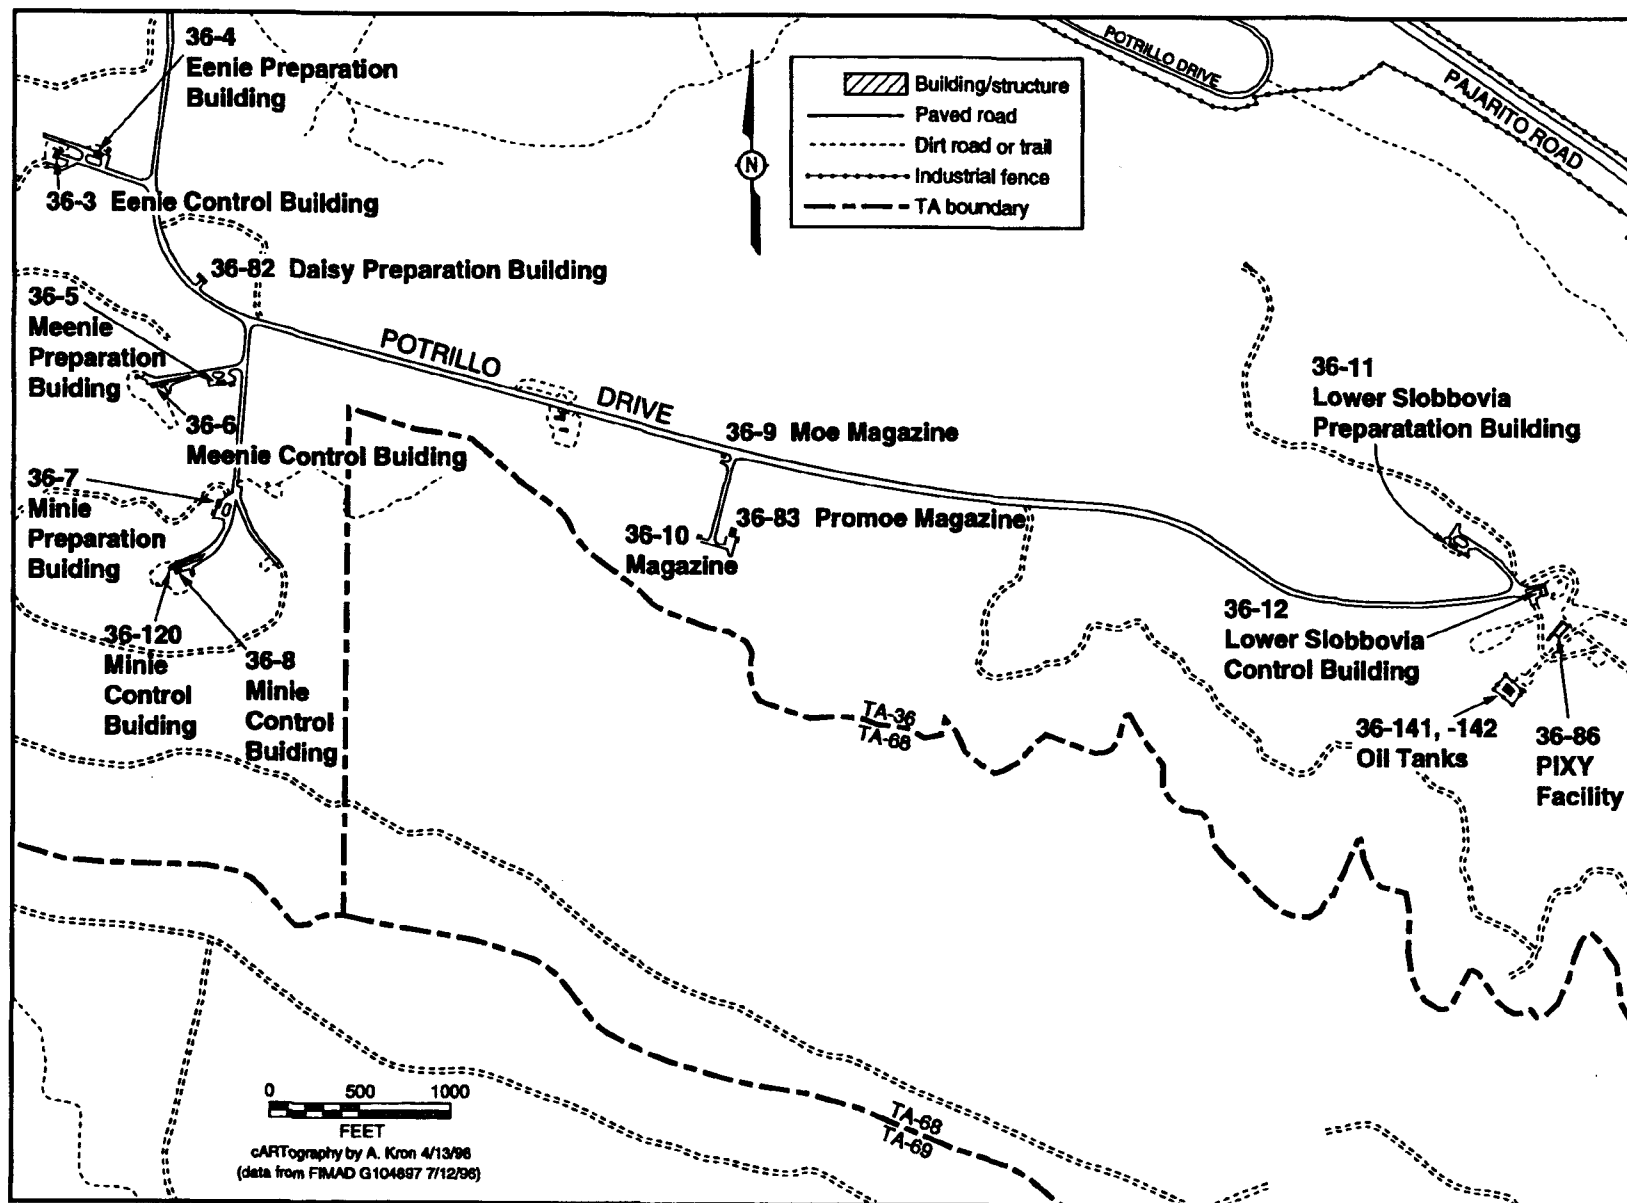 36-4
Eenie Preparation
Building
36-3 Eenie Control Building
36-82 Daisy Preparation Building
36-5
Meenie
Preparation
Buiding
36-6
Meenie Control Buiding
36-7
Minie
Preparation
Buiding
36-120
Minie
Control
Buiding
36-8
Minie
Control
Buiding
N
Building/structure
Paved road
Dirt road or trail
Industrial fence
TA boundary
POTRILLO DRIVE
PAJARITO ROAD
POTRILLO
DRIVE
36-9 Moe Magazine
36-83 Promoe Magazine
36-10
Magazine
36-11
Lower Slobbovia
Preparatation Building
36-12
Lower Slobbovia
Control Building
36-141, -142
Oil Tanks
36-86
PIXY
Facility
TA-36
TA-68
TA-68
TA-69
0 500 1000
FEET
cARTography by A. Kron 4/13/96
(data from FIMAD G104697 7/12/96)